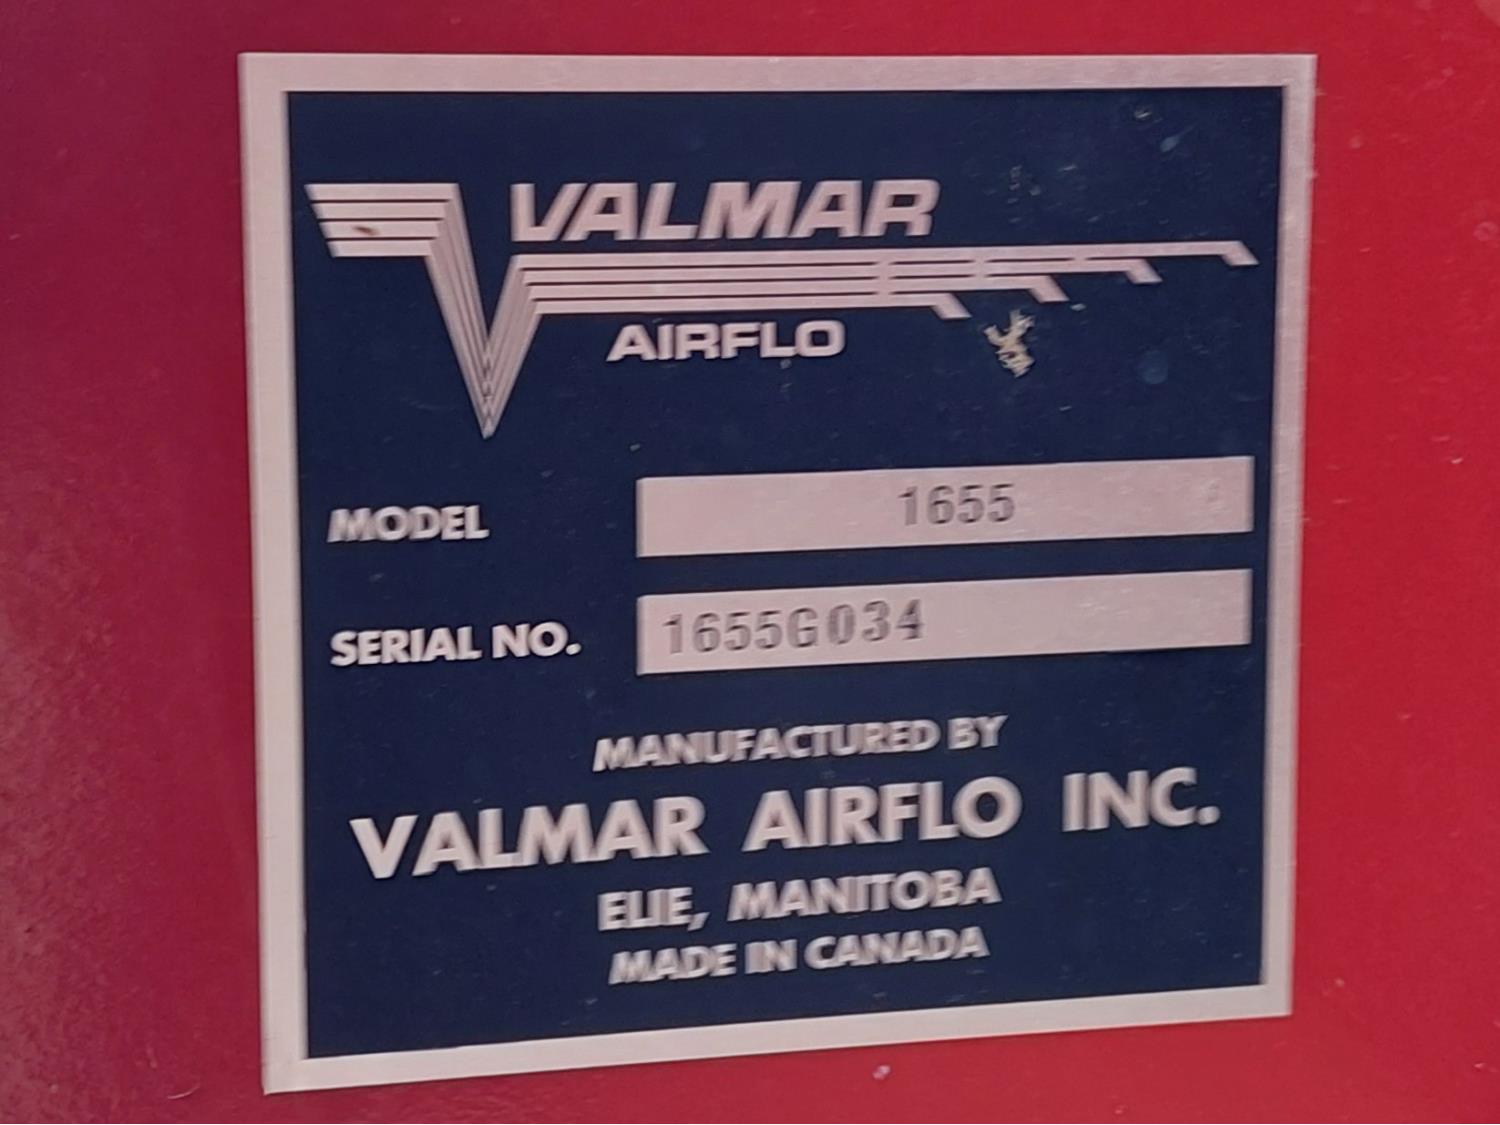 VALMAR
AIRFLO
MODEL 1655
SERIAL NO. 1655G034
MANUFACTURED BY
VALMAR AIRFLO INC.
ELIE, MANITOBA
MADE IN CANADA